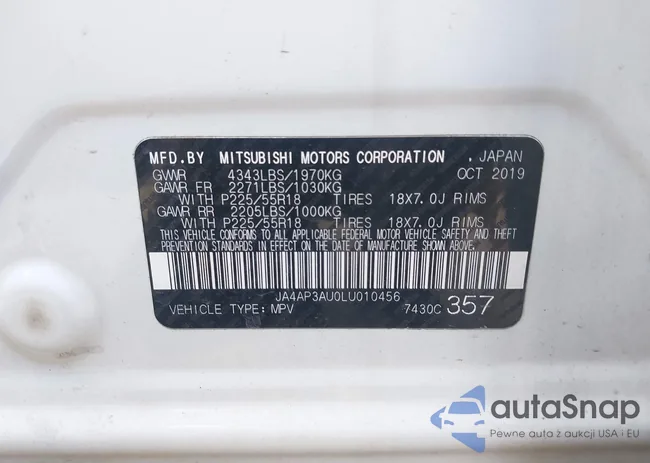 MFD.BY MITSUBISHI MOTORS CORPORATION , JAPAN
GVWR 4343LBS/1970KG OCT 2019
GAWR FR 2271LBS/1030KG
WITH P225/55R18 TIRES 18X7.0J RIMS
GAWR RR 2205LBS/1000KG
WITH P225/55R18 TIRES 18X7.0J RIMS
THIS VEHICLE CONFORMS TO ALL APPLICABLE FEDERAL MOTOR VEHICLE SAFETY AND THEFT
PREVENTION STANDARDS IN EFFECT ON THE DATE OF MANUFACTURE SHOWN ABOVE.
JA4AP3AU0LU010456
VEHICLE TYPE: MPV 7430C 357
autaSnap
Pewne auta z aukcji USA i EU